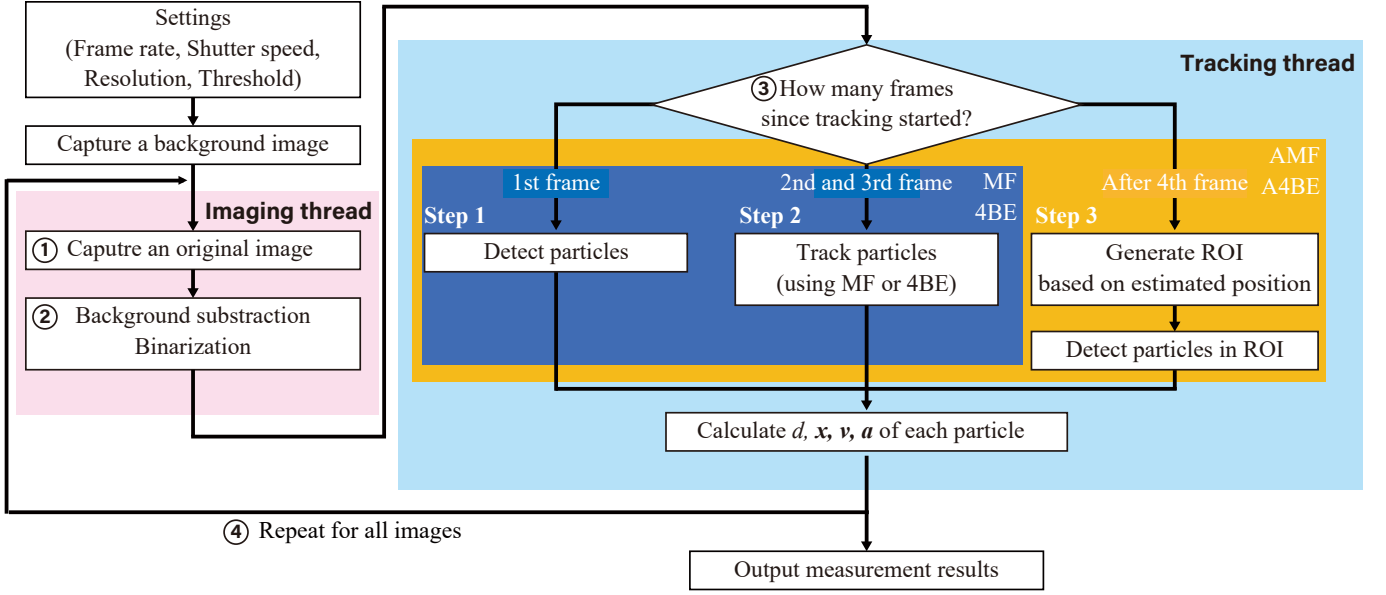 Settings
(Frame rate, Shutter speed,
Resolution, Threshold)
Capture a background image
Imaging thread
① Caputre an original image
② Background substraction
Binarization
Tracking thread
③ How many frames
since tracking started?
AMF
A4BE
1st frame
2nd and 3rd frame
MF
4BE
After 4th frame
Step 1
Detect particles
Step 2
Track particles
(using MF or 4BE)
Step 3
Generate ROI
based on estimated position
Detect particles in ROI
Calculate d, x, v, a of each particle
④ Repeat for all images
Output measurement results